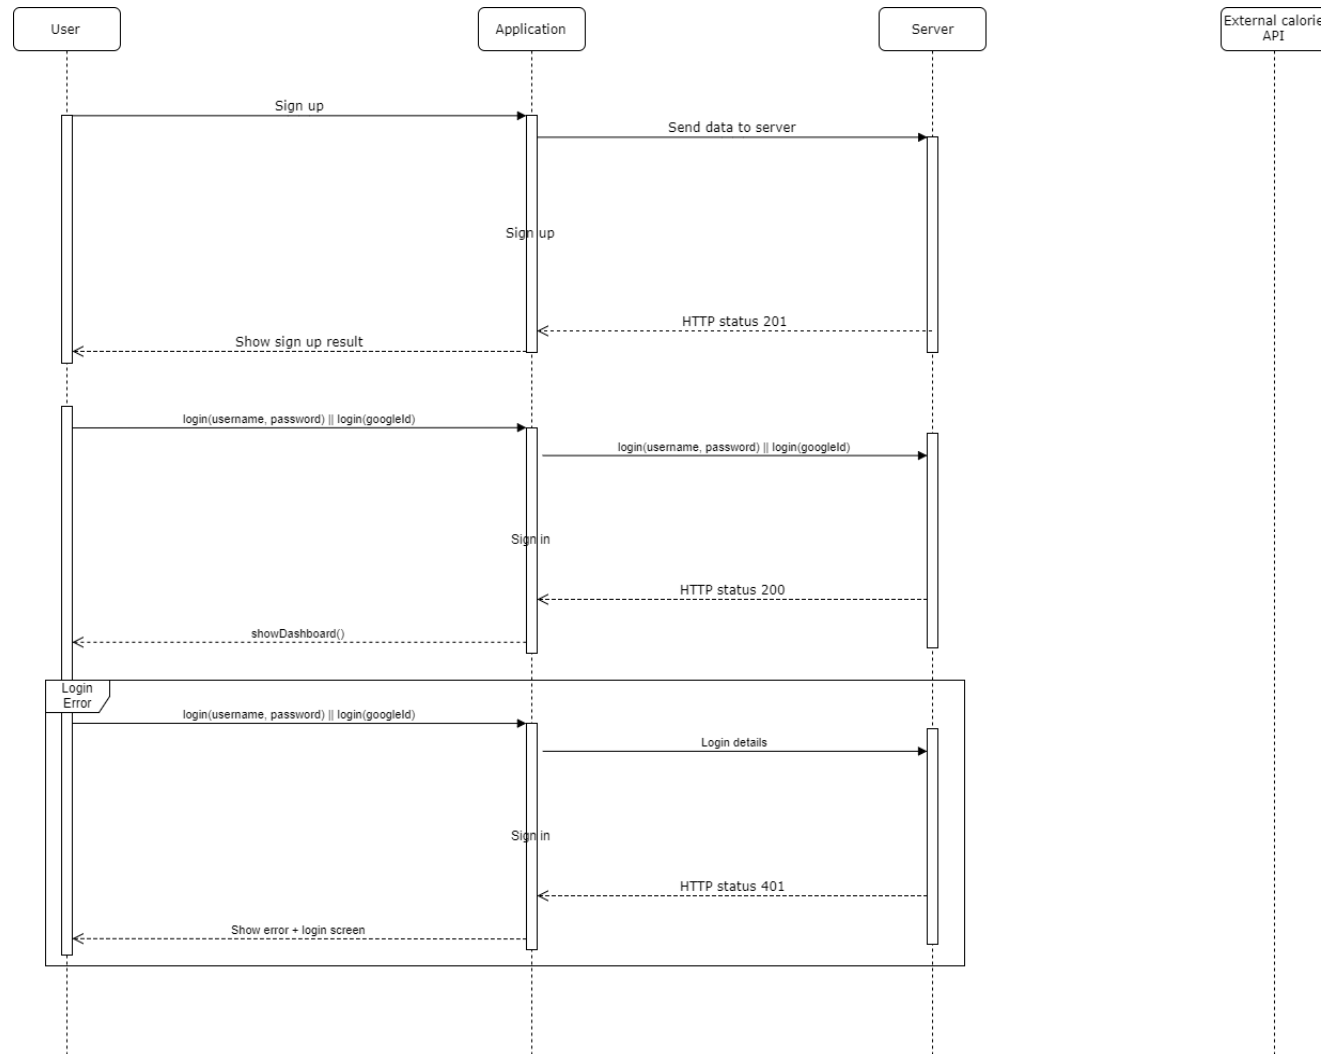 User
Application
Server
External calorie
API
Sign up
Send data to server
Sign up
HTTP status 201
Show sign up result
login(username, password) || login(googleId)
login(username, password) || login(googleId)
Sign in
HTTP status 200
showDashboard()
Login
Error
login(username, password) || login(googleId)
Login details
Sign in
HTTP status 401
Show error + login screen